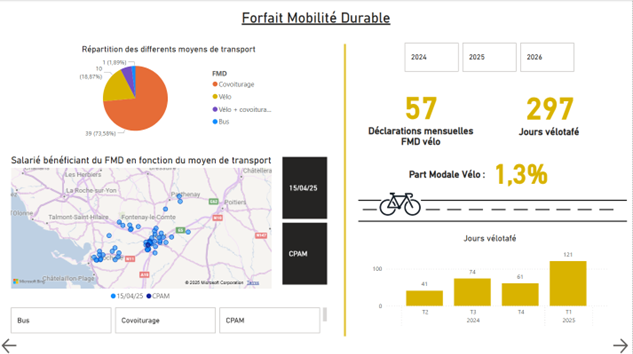 Forfait Mobilité Durable
Répartition des differents moyens de transport
1 (1,89%)
10
(18,87%)
39 (73,58%)
FMD
Covoiturage
Vélo
Vélo + covoitura...
Bus
Salarié bénéficiant du FMD en fonction du moyen de transport
Les Herbiers
Châtellera
La Roche-sur-Yon
Parthenay
Poitiers
Talmont-Saint-Hilaire
Fontenay-le-Comte
Châtelaillon-Plage
Microsoft Bing
© 2025 Microsoft Corporation
Terms
15/04/25
CPAM
15/04/25
CPAM
Bus
Covoiturage
CPAM
2024
2025
2026
57
297
Déclarations mensuelles
FMD vélo
Jours vélotafé
Part Modale Vélo :
1,3%
Jours vélotafé
100
0
41
74
61
121
T2
T3
T4
T1
2024
2025